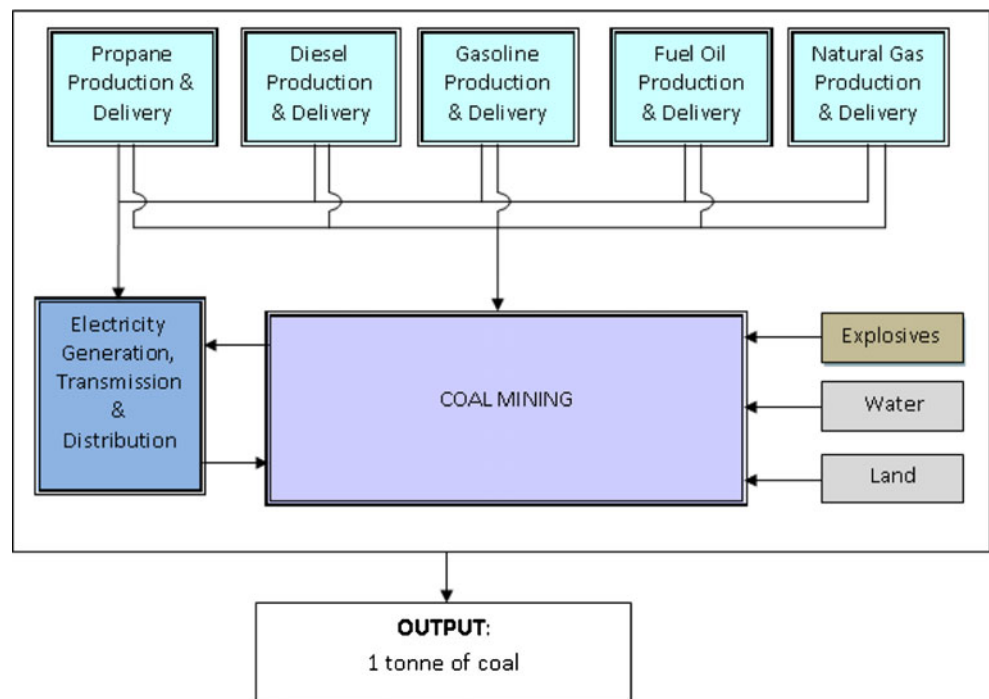 Propane
Production &
Delivery
Diesel
Production
& Delivery
Gasoline
Production
& Delivery
Fuel Oil
Production
& Delivery
Natural Gas
Production
& Delivery
Electricity
Generation,
Transmission
&
Distribution
COAL MINING
Explosives
Water
Land
OUTPUT:
1 tonne of coal